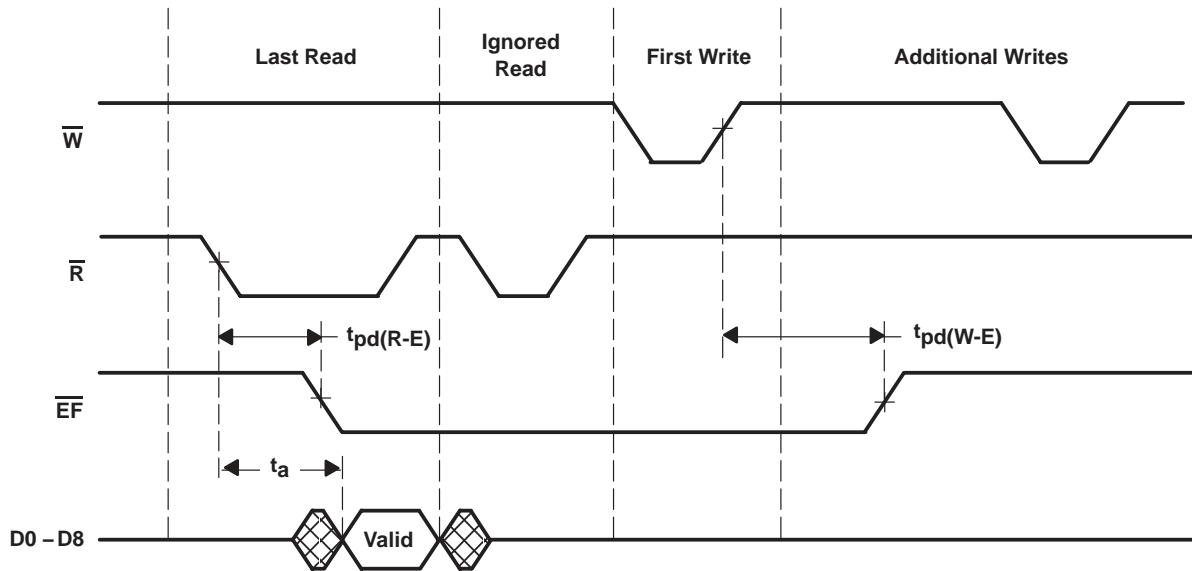 Last Read
Ignored
Read
First Write
Additional Writes
W
R
tpd(R-E)
tpd(W-E)
EF
ta
D0 – D8
Valid